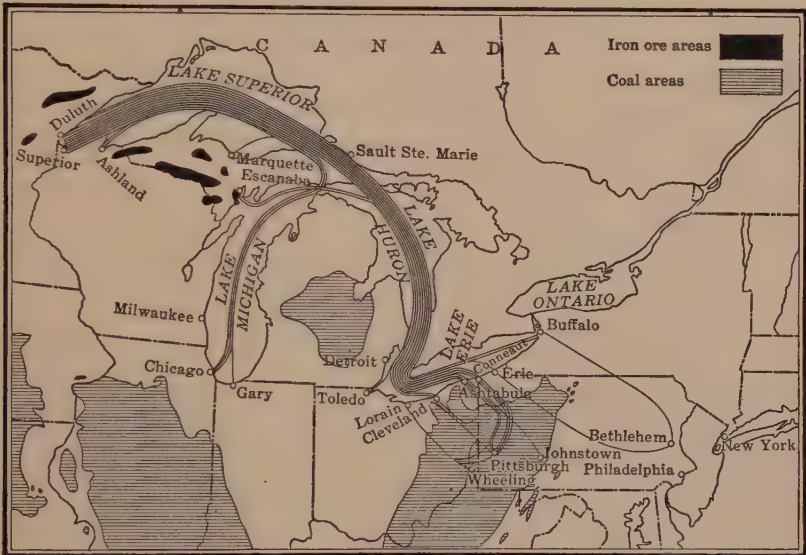 CANADA
Iron ore areas
Coal areas
LAKE SUPERIOR
Duluth
Superior
Ashland
Marquette
Escanaba
Sault Ste. Marie
LAKE
HURON
LAKE
MICHIGAN
LAKE
ONTARIO
Milwaukee
Buffalo
LAKE
ERIE
Conneaut
Detroit
Erie
Chicago
Gary
Toledo
Ashtabula
Lorain
Cleveland
Bethlehem
New York
Johnstown
Pittsburgh
Philadelphia
Wheeling